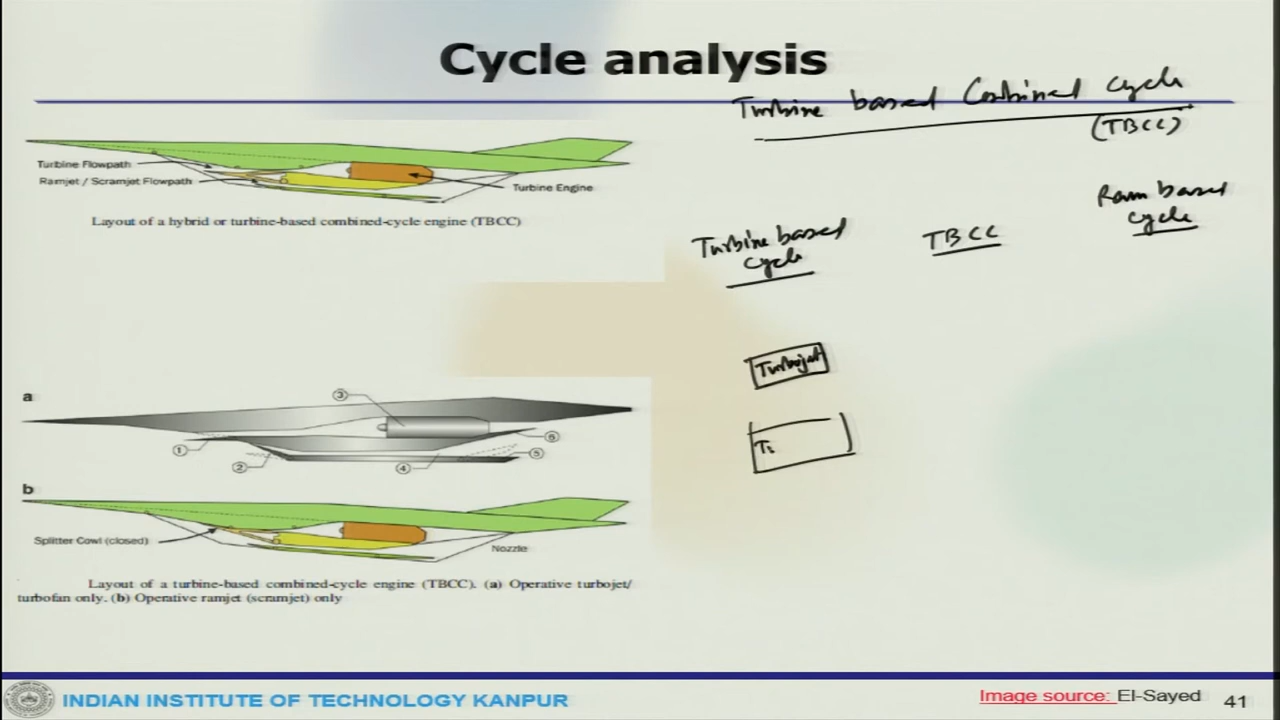 Cycle analysis
Turbine based Combined cycle
(TBCC)
Turbine Flowpath
Ramjet / Scramjet Flowpath
Turbine Engine
Layout of a hybrid or turbine-based combined-cycle engine (TBCC)
Turbine based
cycle
TBCC
Ram based
cycle
Turbojet
T
a
3
1
2
4
5
6
b
Splitter Cowl (closed)
Nozzle
Layout of a turbine-based combined-cycle engine (TBCC). (a) Operative turbojet/
turbofan only. (b) Operative ramjet (scramjet) only
INDIAN INSTITUTE OF TECHNOLOGY KANPUR
Image source: El-Sayed
41